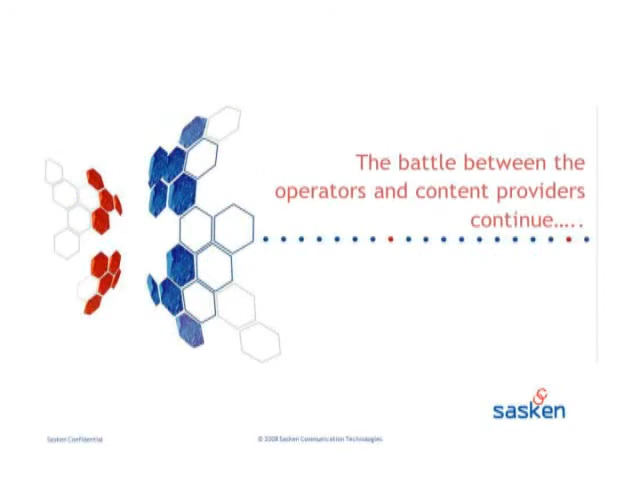 The battle between the
operators and content providers
continue…..
sasken
Sasken Confidential
© 2008 Sasken Communication Technologies